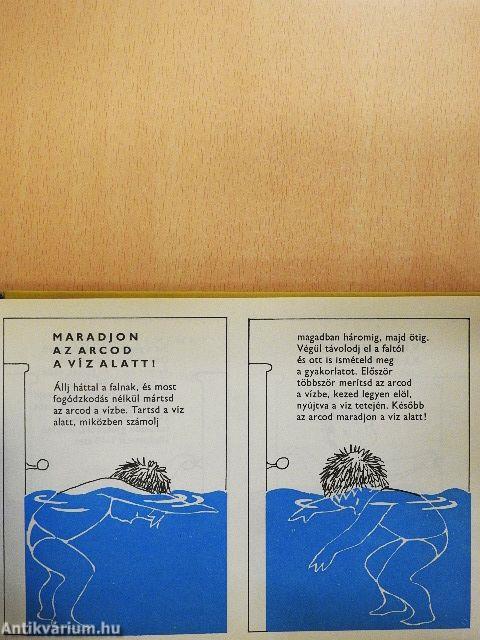 MARADJON
AZ ARCOD
A VÍZ ALATT!
Állj háttal a falnak, és most
fogódzkodás nélkül mártsd
az arcod a vízbe. Tartsd a víz
alatt, miközben számolj
magadban háromig, majd ötig.
Végül távolodj el a faltól
és ott is ismételd meg
a gyakorlatot. Először
többször merítsd az arcod
a vízbe, kezed legyen elöl,
nyújtva a víz tetején. Később
az arcod maradjon a víz alatt!
Antikvárium.hu